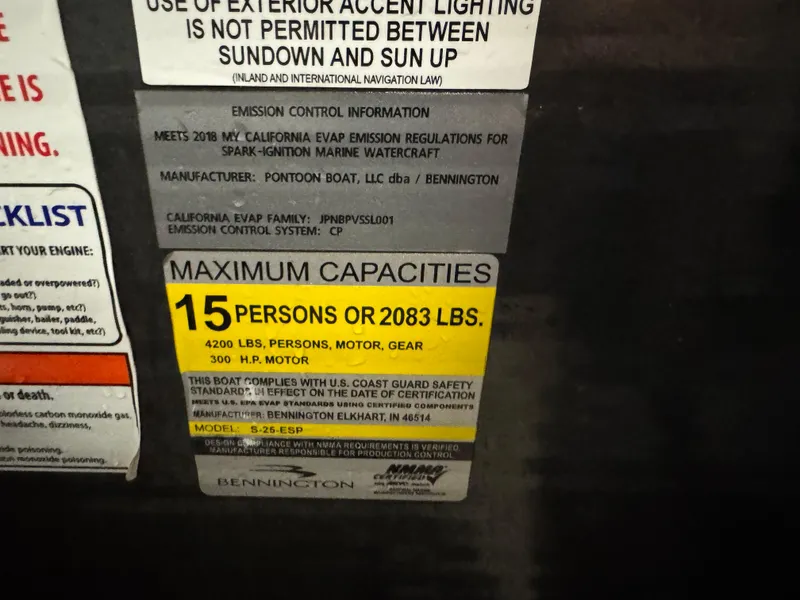 USE OF EXTERIOR ACCENT LIGHTING
IS NOT PERMITTED BETWEEN
SUNDOWN AND SUN UP
(INLAND AND INTERNATIONAL NAVIGATION LAW)
EMISSION CONTROL INFORMATION
MEETS 2018 MY CALIFORNIA EVAP EMISSION REGULATIONS FOR
SPARK-IGNITION MARINE WATERCRAFT
MANUFACTURER: PONTOON BOAT, LLC dba / BENNINGTON
CALIFORNIA EVAP FAMILY: JPNBPVSSL001
EMISSION CONTROL SYSTEM: CP
MAXIMUM CAPACITIES
15 PERSONS OR 2083 LBS.
4200 LBS, PERSONS, MOTOR, GEAR
300 H.P. MOTOR
THIS BOAT COMPLIES WITH U.S. COAST GUARD SAFETY
STANDARDS IN EFFECT ON THE DATE OF CERTIFICATION
MEETS U.S. EPA EVAP STANDARDS USING CERTIFIED COMPONENTS
MANUFACTURER: BENNINGTON ELKHART, IN 46514
MODEL: S-25-ESP
DESIGN COMPLIANCE WITH NMMA REQUIREMENTS IS VERIFIED.
MANUFACTURER RESPONSIBLE FOR PRODUCTION CONTROL
BENNINGTON
NMMA
CERTIFIED
E
E IS
NING.
CKLIST
RT YOUR ENGINE:
aded or overpowered?)
go out?)
ts, horn, pump, etc?)
guisher, bailer, paddle,
ling device, tool kit, etc?)
or death.
olorless carbon monoxide gas.
headache, dizziness,
xide poisoning.
on monoxide poisoning.